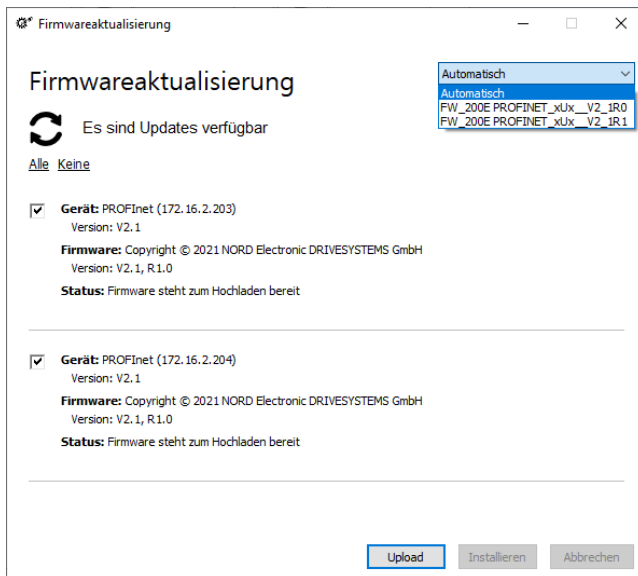 Firmwareaktualisierung
Firmwareaktualisierung
Automatisch
Automatisch
FW_200E PROFINET_xUx__V2_1R0
FW_200E PROFINET_xUx__V2_1R1
Es sind Updates verfügbar
Alle Keine
Gerät: PROFInet (172.16.2.203)
Version: V2.1
Firmware: Copyright © 2021 NORD Electronic DRIVESYSTEMS GmbH
Version: V2.1, R1.0
Status: Firmware steht zum Hochladen bereit
Gerät: PROFInet (172.16.2.204)
Version: V2.1
Firmware: Copyright © 2021 NORD Electronic DRIVESYSTEMS GmbH
Version: V2.1, R1.0
Status: Firmware steht zum Hochladen bereit
Upload Installieren Abbrechen